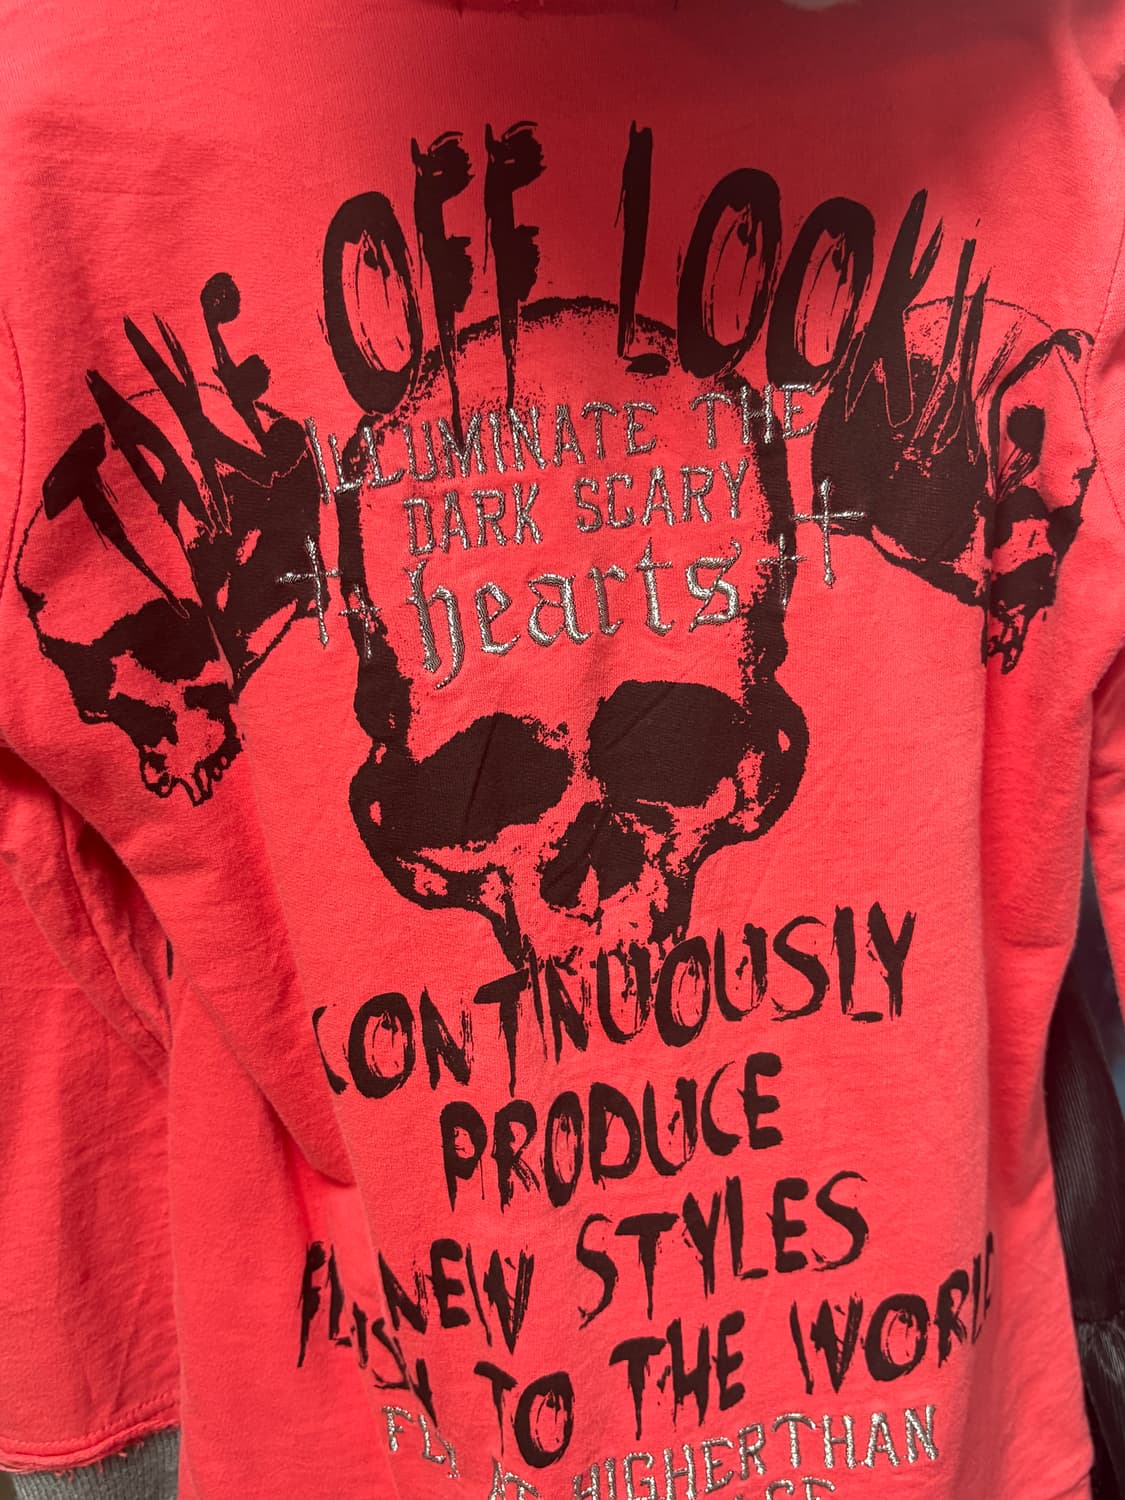 TAKE OFF LOOKING
ILLUMINATE THE
DARK SCARY
hearts
CONTINUOUSLY
PRODUCE
NEW STYLES
TO THE WORLD
HIGHERTHAN